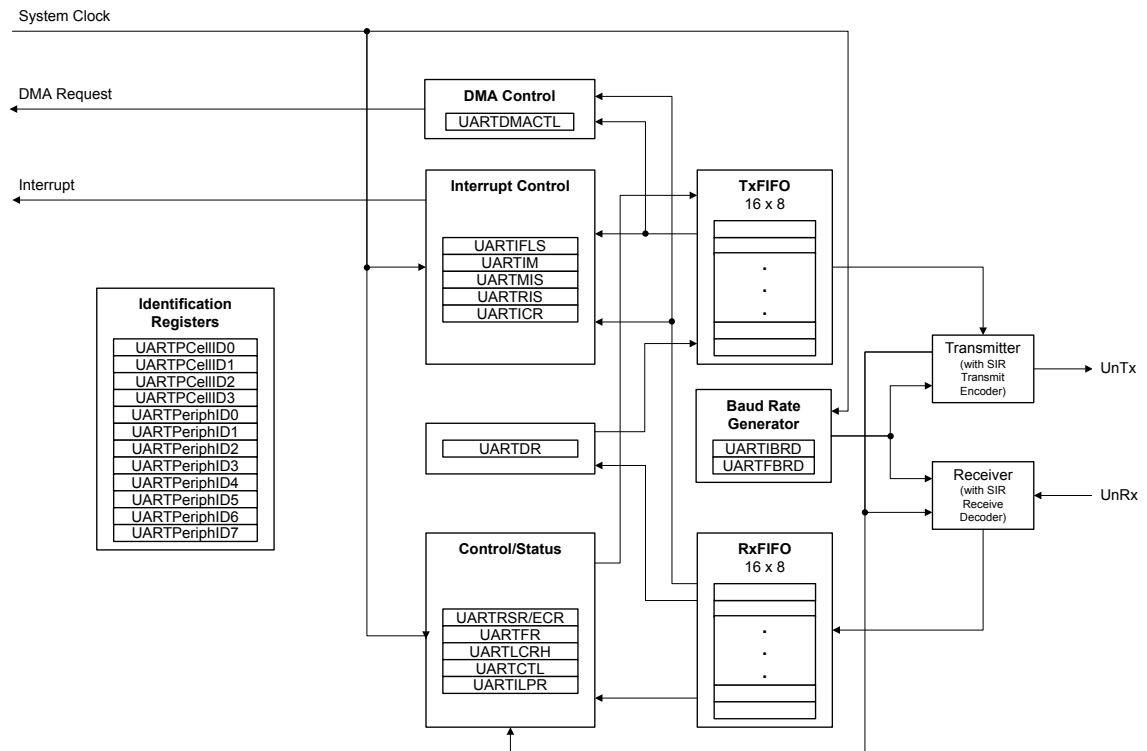 System Clock
DMA Request
DMA Control
UARTDMACTL
Interrupt
Interrupt Control
UARTIFLS
UARTIM
UARTMIS
UARTRIS
UARTICR
TxFIFO
16 x 8
.
.
.
Identification
Registers
UARTPCellID0
UARTPCellID1
UARTPCellID2
UARTPCellID3
UARTPeriphID0
UARTPeriphID1
UARTPeriphID2
UARTPeriphID3
UARTPeriphID4
UARTPeriphID5
UARTPeriphID6
UARTPeriphID7
Transmitter
(with SIR
Transmit
Encoder)
UnTx
Baud Rate
Generator
UARTIBRD
UARTFBRD
UARTDR
Receiver
(with SIR
Receive
Decoder)
UnRx
Control/Status
UARTRSR/ECR
UARTFR
UARTLCRH
UARTCTL
UARTILPR
RxFIFO
16 x 8
.
.
.